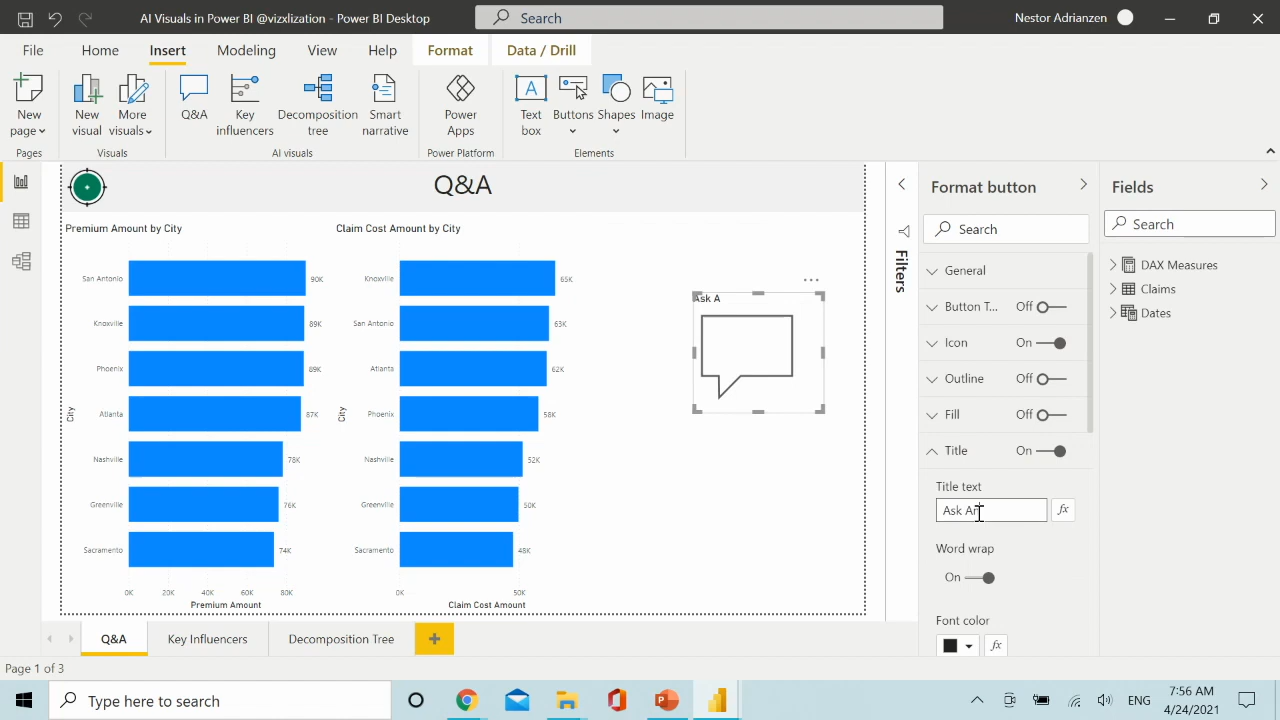 AI Visuals in Power BI @vizxlization - Power BI Desktop
Search
Nestor Adrianzen
File
Home
Insert
Modeling
View
Help
Format
Data / Drill
New page
New visual
More visuals
Q&A
Key influencers
Decomposition tree
Smart narrative
Power Apps
Text box
Buttons
Shapes
Image
Pages
Visuals
AI visuals
Power Platform
Elements
Q&A
Premium Amount by City
City
San Antonio 90K
Knoxville 89K
Phoenix 89K
Atlanta 87K
Nashville 78K
Greenville 76K
Sacramento 74K
0K 20K 40K 60K 80K
Premium Amount
Claim Cost Amount by City
City
Knoxville 65K
San Antonio 63K
Atlanta 62K
Phoenix 58K
Nashville 52K
Greenville 50K
Sacramento 48K
0K 50K
Claim Cost Amount
Ask A
Filters
Format button
Search
General
Button T... Off
Icon On
Outline Off
Fill Off
Title On
Title text
Ask An
fx
Word wrap
On
Font color
fx
Fields
Search
DAX Measures
Claims
Dates
Q&A
Key Influencers
Decomposition Tree
Page 1 of 3
Type here to search
ENG
7:56 AM
4/24/2021